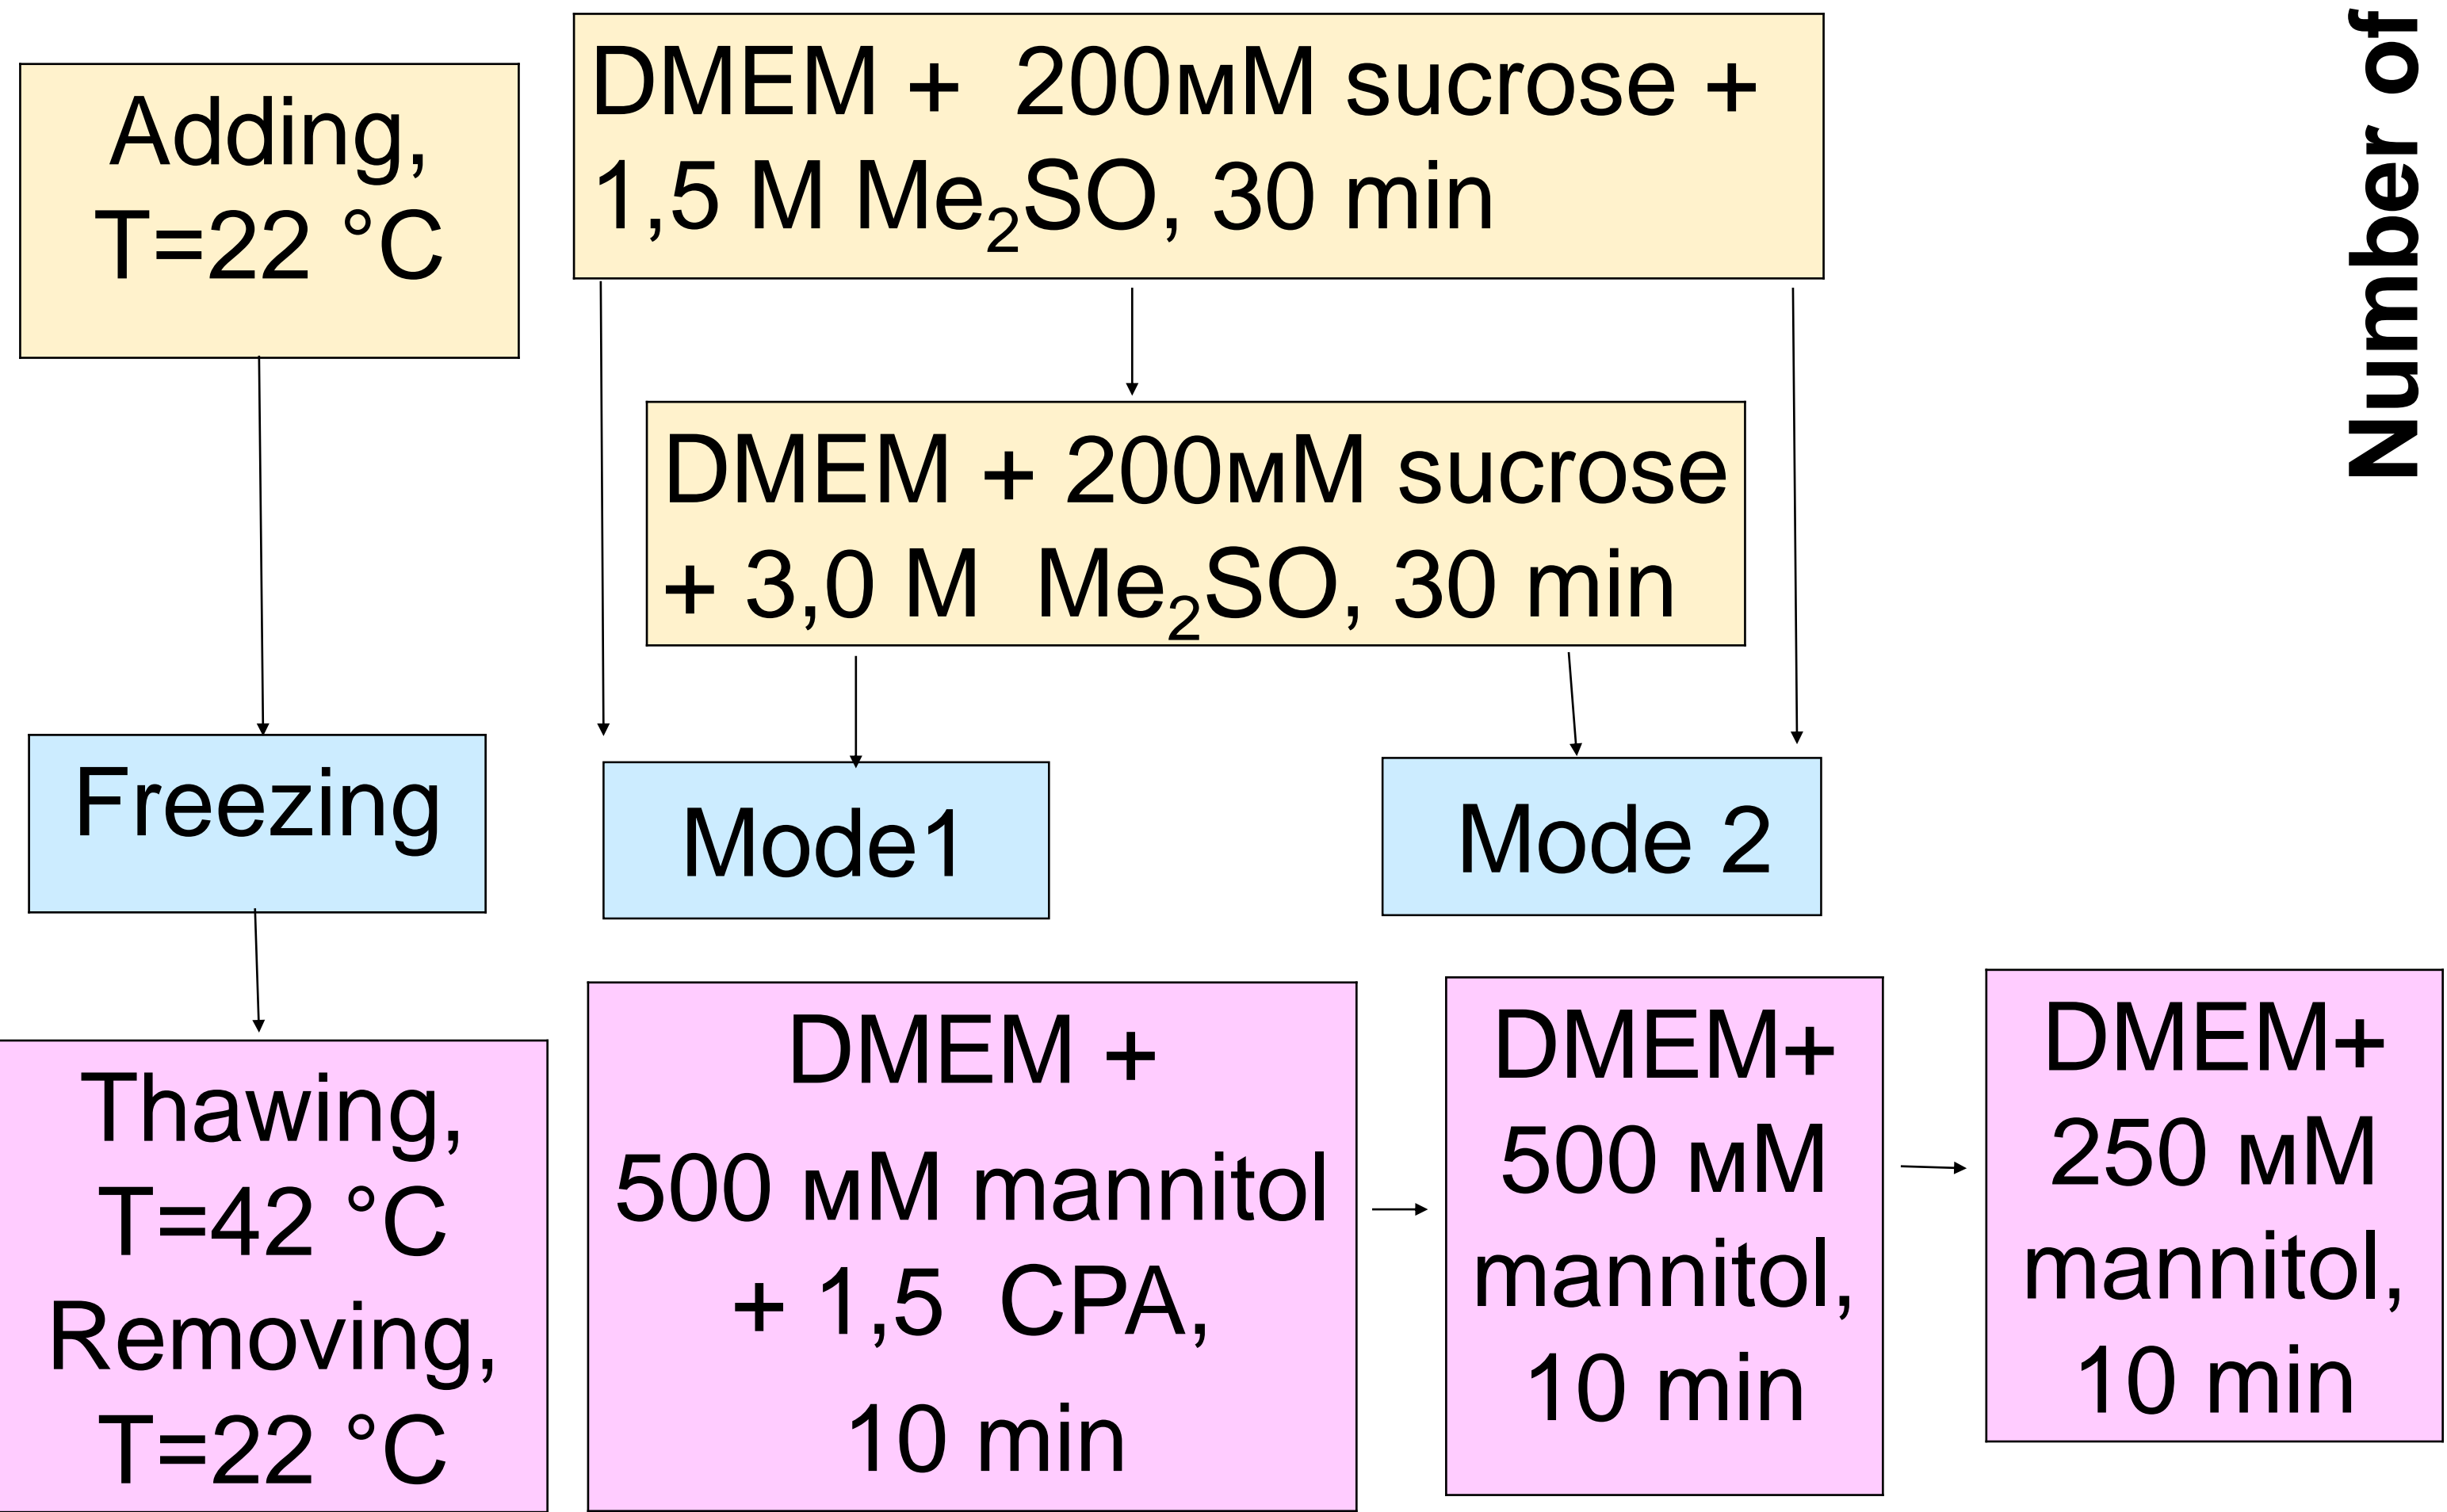 Adding,
T=22 °C
DMEM + 200мM sucrose +
1,5 M Me₂SO, 30 min
DMEM + 200мM sucrose
+ 3,0 M Me₂SO, 30 min
Freezing
Mode1
Mode 2
Thawing,
T=42 °C
Removing,
T=22 °C
DMEM +
500 мM mannitol
+ 1,5 CPA,
10 min
DMEM+
500 мM
mannitol,
10 min
DMEM+
250 мM
mannitol,
10 min
Number of